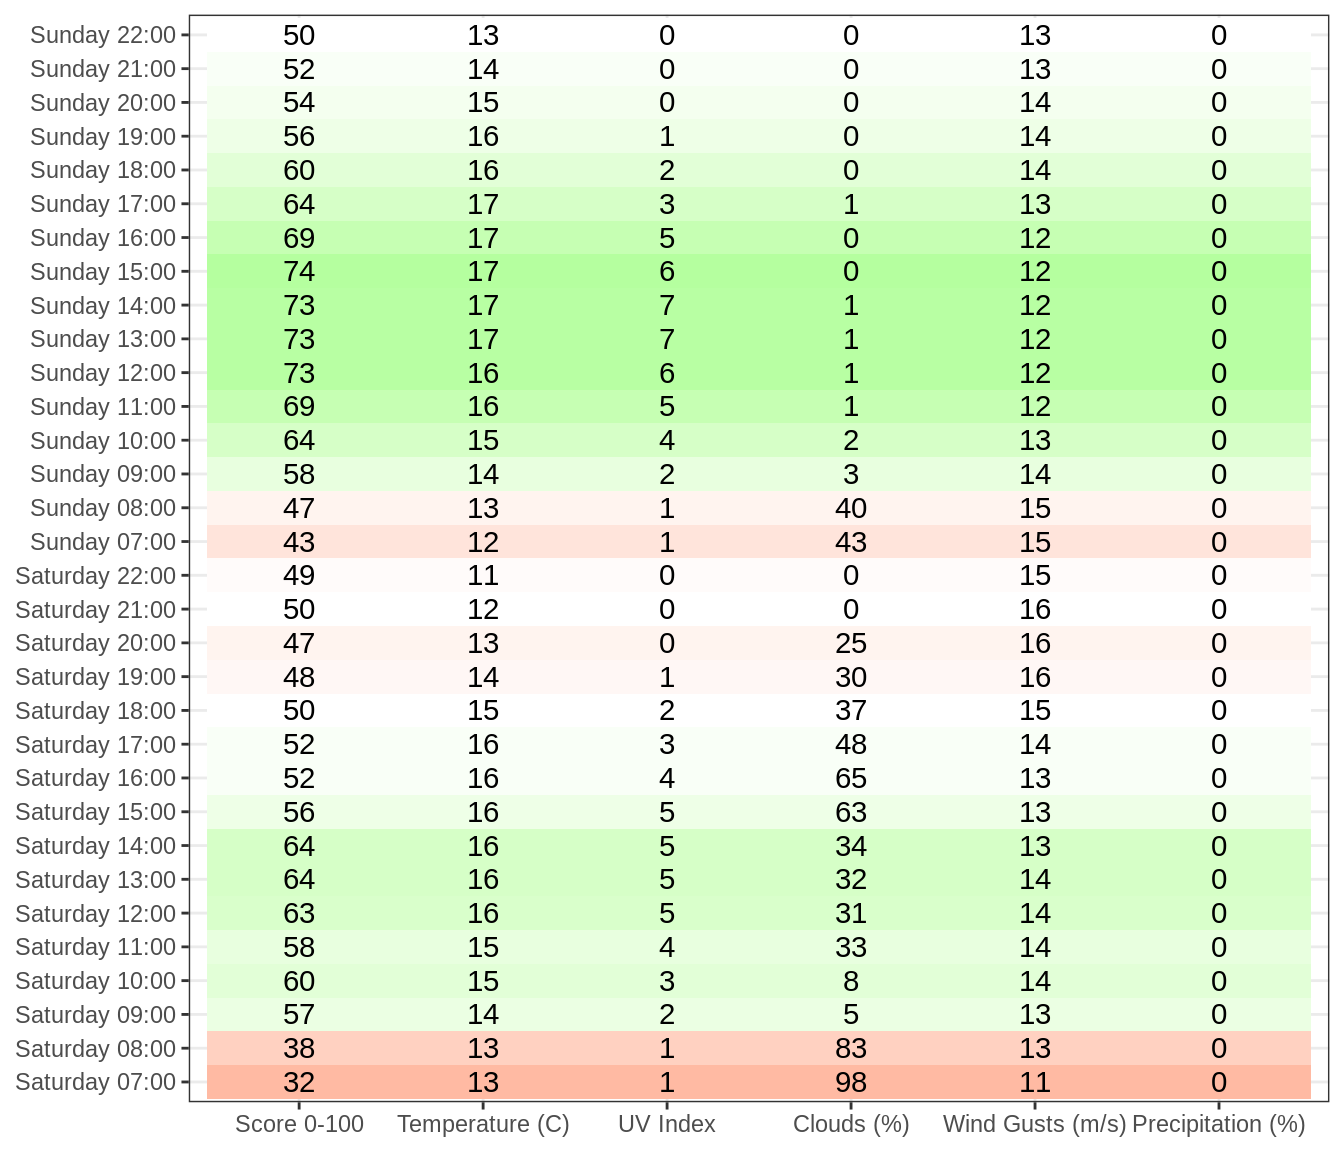 Sunday 22:00 50 13 0 0 13 0
Sunday 21:00 52 14 0 0 13 0
Sunday 20:00 54 15 0 0 14 0
Sunday 19:00 56 16 1 0 14 0
Sunday 18:00 60 16 2 0 14 0
Sunday 17:00 64 17 3 1 13 0
Sunday 16:00 69 17 5 0 12 0
Sunday 15:00 74 17 6 0 12 0
Sunday 14:00 73 17 7 1 12 0
Sunday 13:00 73 17 7 1 12 0
Sunday 12:00 73 16 6 1 12 0
Sunday 11:00 69 16 5 1 12 0
Sunday 10:00 64 15 4 2 13 0
Sunday 09:00 58 14 2 3 14 0
Sunday 08:00 47 13 1 40 15 0
Sunday 07:00 43 12 1 43 15 0
Saturday 22:00 49 11 0 0 15 0
Saturday 21:00 50 12 0 0 16 0
Saturday 20:00 47 13 0 25 16 0
Saturday 19:00 48 14 1 30 16 0
Saturday 18:00 50 15 2 37 15 0
Saturday 17:00 52 16 3 48 14 0
Saturday 16:00 52 16 4 65 13 0
Saturday 15:00 56 16 5 63 13 0
Saturday 14:00 64 16 5 34 13 0
Saturday 13:00 64 16 5 32 14 0
Saturday 12:00 63 16 5 31 14 0
Saturday 11:00 58 15 4 33 14 0
Saturday 10:00 60 15 3 8 14 0
Saturday 09:00 57 14 2 5 13 0
Saturday 08:00 38 13 1 83 13 0
Saturday 07:00 32 13 1 98 11 0
Score 0-100 Temperature (C) UV Index Clouds (%) Wind Gusts (m/s) Precipitation (%)